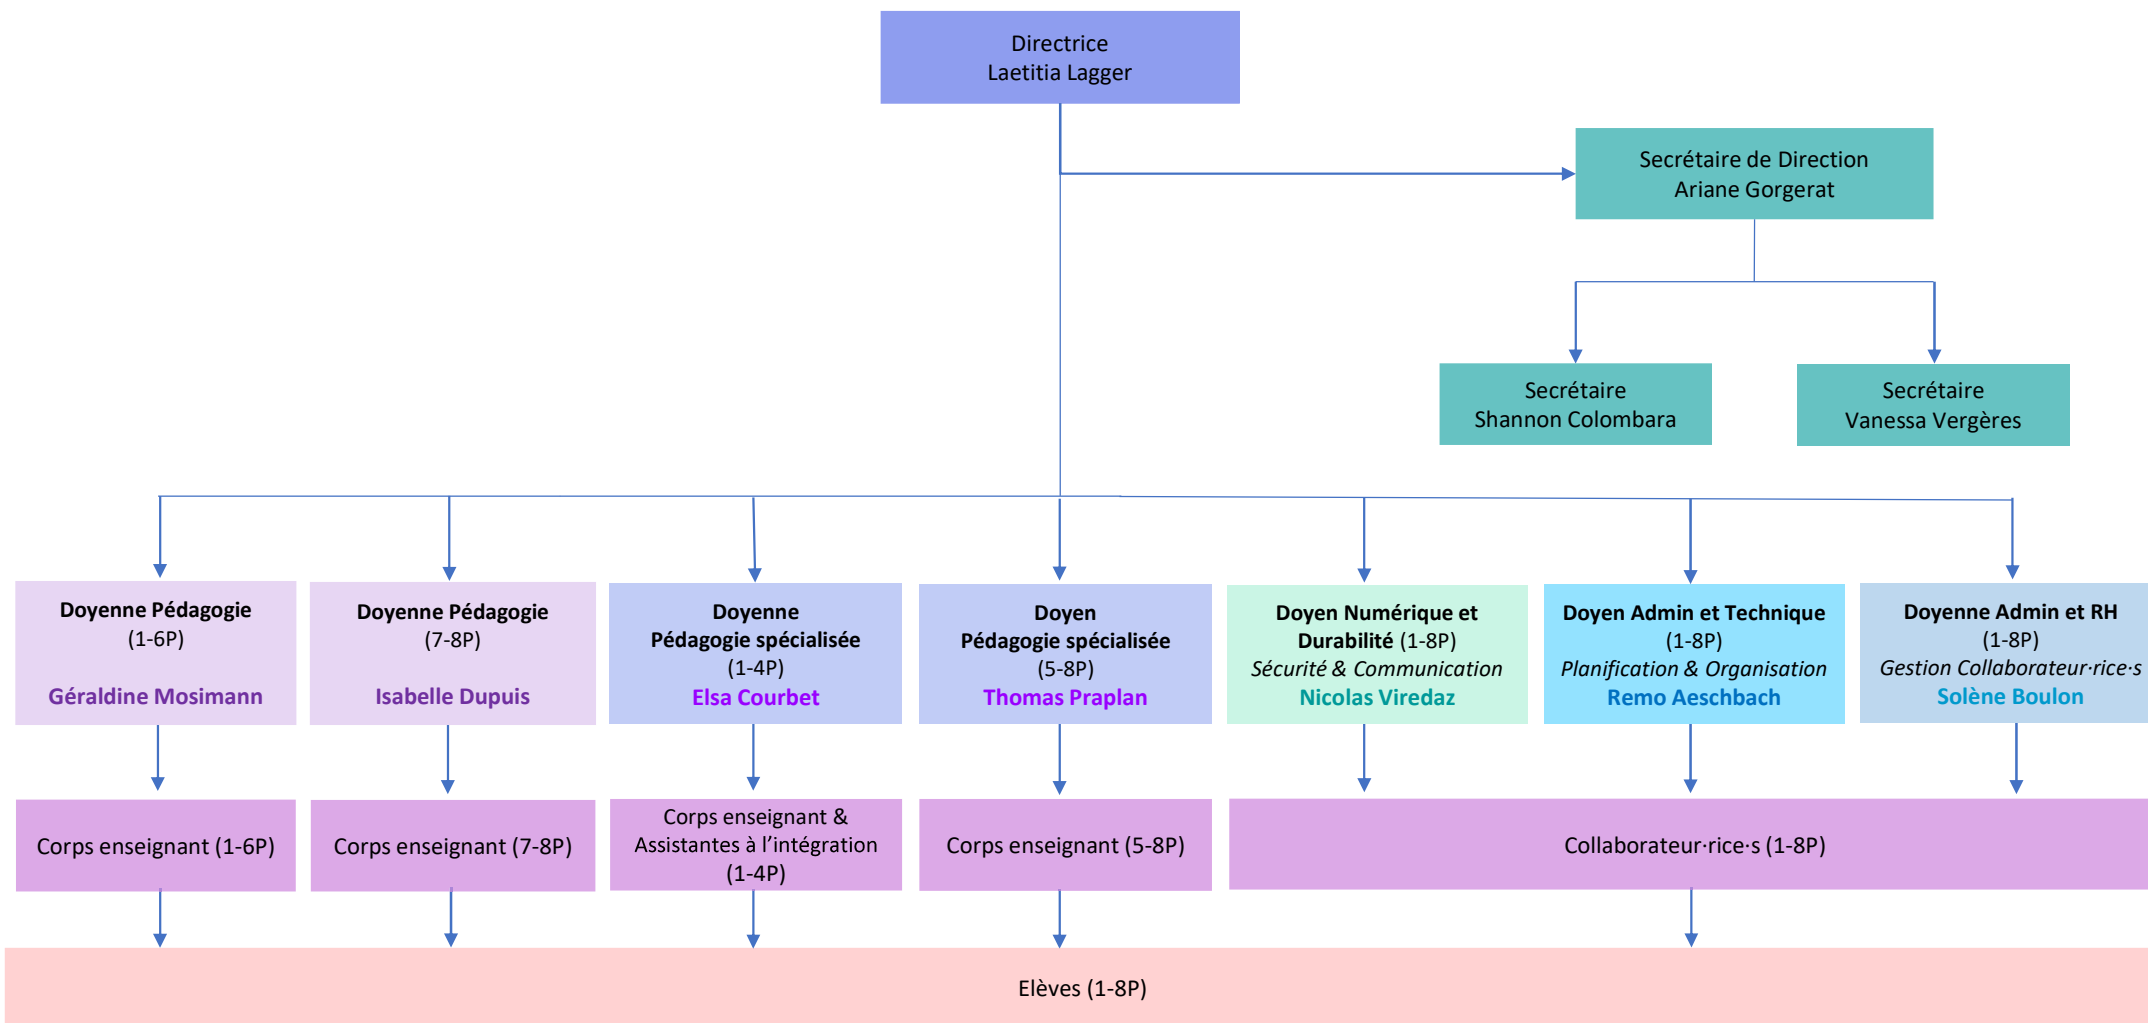 Directrice
Laetitia Lagger
Secrétaire de Direction
Ariane Gorgerat
Secrétaire
Shannon Colombara
Secrétaire
Vanessa Vergères
Doyenne Pédagogie
(1-6P)
Géraldine Mosimann
Doyenne Pédagogie
(7-8P)
Isabelle Dupuis
Doyenne
Pédagogie spécialisée
(1-4P)
Elsa Courbet
Doyen
Pédagogie spécialisée
(5-8P)
Thomas Praplan
Doyen Numérique et
Durabilité (1-8P)
Sécurité & Communication
Nicolas Viredaz
Doyen Admin et Technique
(1-8P)
Planification & Organisation
Remo Aeschbach
Doyenne Admin et RH
(1-8P)
Gestion Collaborateur·rice·s
Solène Boulon
Corps enseignant (1-6P)
Corps enseignant (7-8P)
Corps enseignant &
Assistantes à l’intégration
(1-4P)
Corps enseignant (5-8P)
Collaborateur·rice·s (1-8P)
Elèves (1-8P)